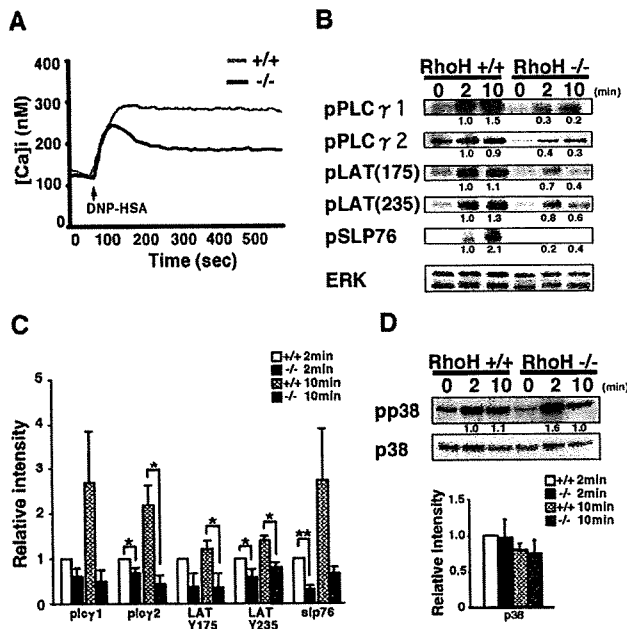 A
+/+
-/-
400
300
200
100
0
[Ca]i (nM)
DNP-HSA
0 100 200 300 400 500
Time (sec)
B
RhoH +/+ RhoH -/-
0 2 10 0 2 10 (min)
pPLCγ1
1.0 1.5 0.3 0.2
pPLCγ2
1.0 0.9 0.4 0.3
pLAT(175)
1.0 1.1 0.7 0.4
pLAT(235)
1.0 1.3 0.8 0.6
pSLP76
1.0 2.1 0.2 0.4
ERK
C
+/+ 2min
-/- 2min
+/+ 10min
-/- 10min
5
4
3
2
1
0
Relative intensity
* * * * * **
plcγ1 plcγ2 LAT Y175 LAT Y235 slp76
D
RhoH +/+ RhoH -/-
0 2 10 0 2 10 (min)
pp38
1.0 1.1 1.6 1.0
p38
+/+ 2min
-/- 2min
+/+ 10min
-/- 10min
1.5
1.0
0.5
0
Relative Intensity
p38